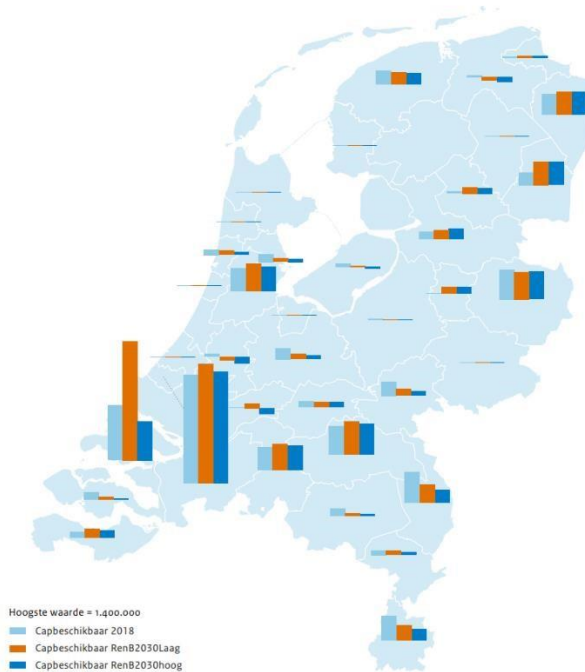 Hoogste waarde = 1.400.000
Capbeschikbaar 2018
Capbeschikbaar RenB2030Laag
Capbeschikbaar RenB2030hoog